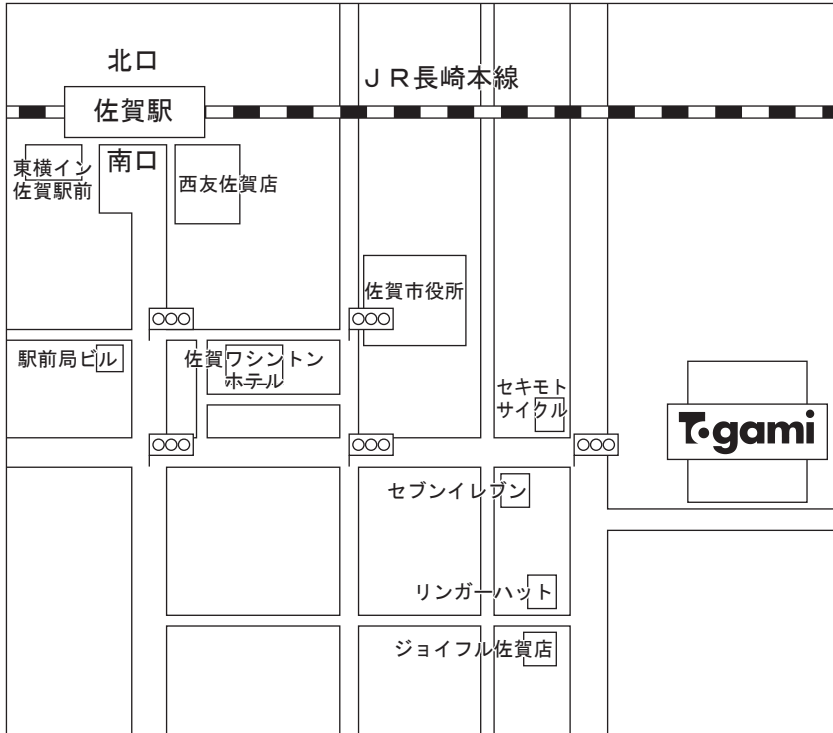 北口
ＪＲ長崎本線
佐賀駅
南口
東横イン
佐賀駅前
西友佐賀店
佐賀市役所
駅前局ビル
佐賀ワシントン
ホテル
セキモト
サイクル
Togami
セブンイレブン
リンガーハット
ジョイフル佐賀店